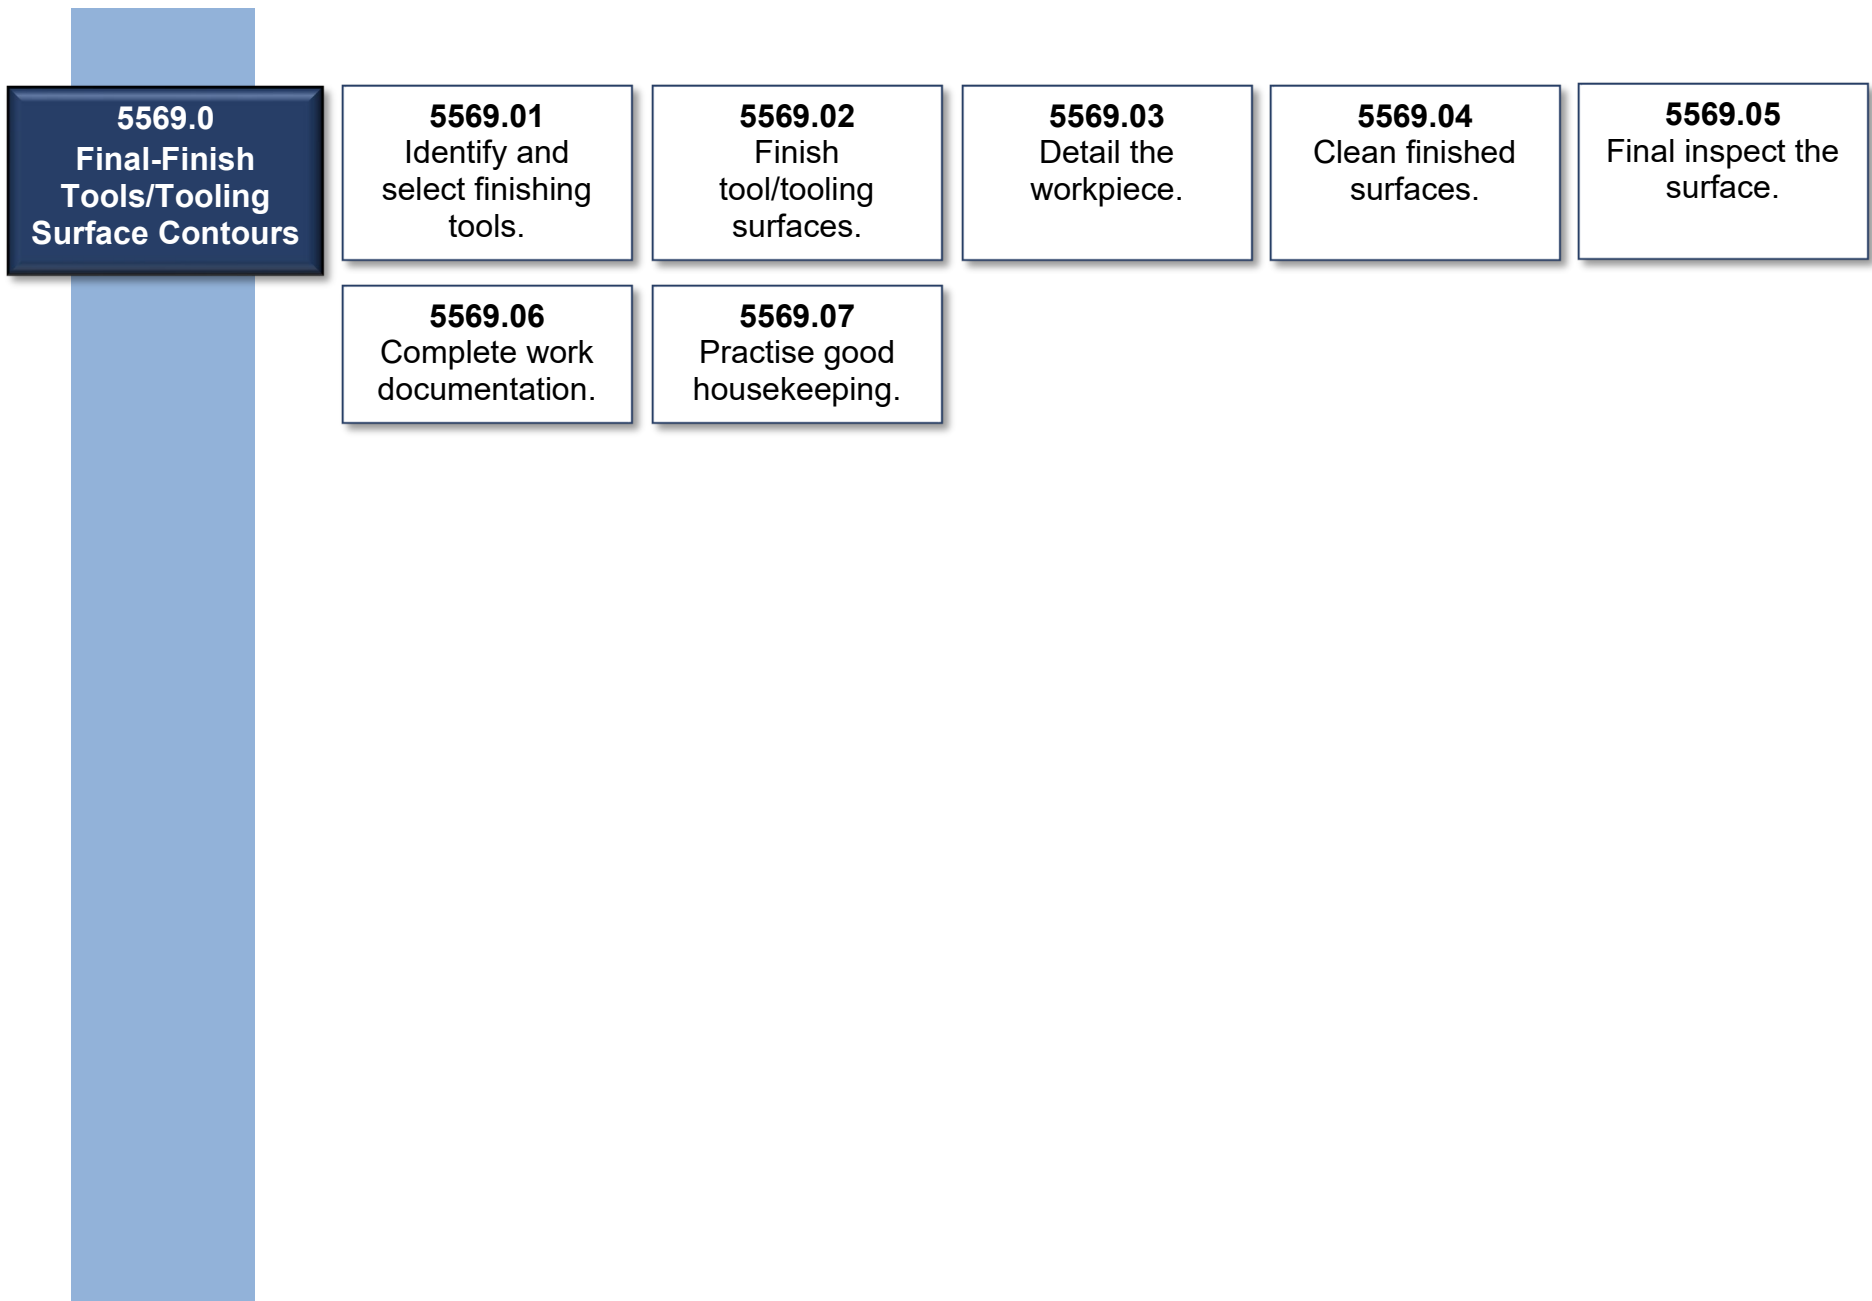 5569.0
Final-Finish
Tools/Tooling
Surface Contours
5569.01
Identify and
select finishing
tools.
5569.02
Finish
tool/tooling
surfaces.
5569.03
Detail the
workpiece.
5569.04
Clean finished
surfaces.
5569.05
Final inspect the
surface.
5569.06
Complete work
documentation.
5569.07
Practise good
housekeeping.